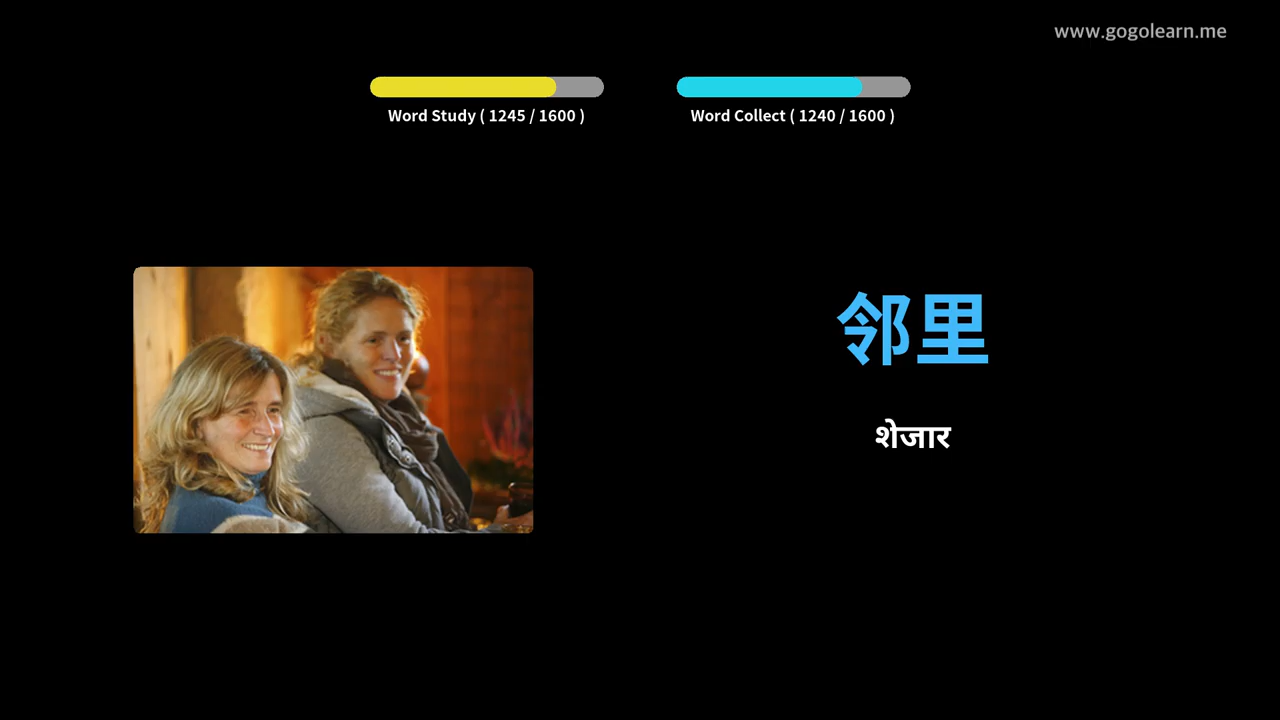 www.gogolearn.me
Word Study ( 1245 / 1600 )
Word Collect ( 1240 / 1600 )
邻里
शेजार